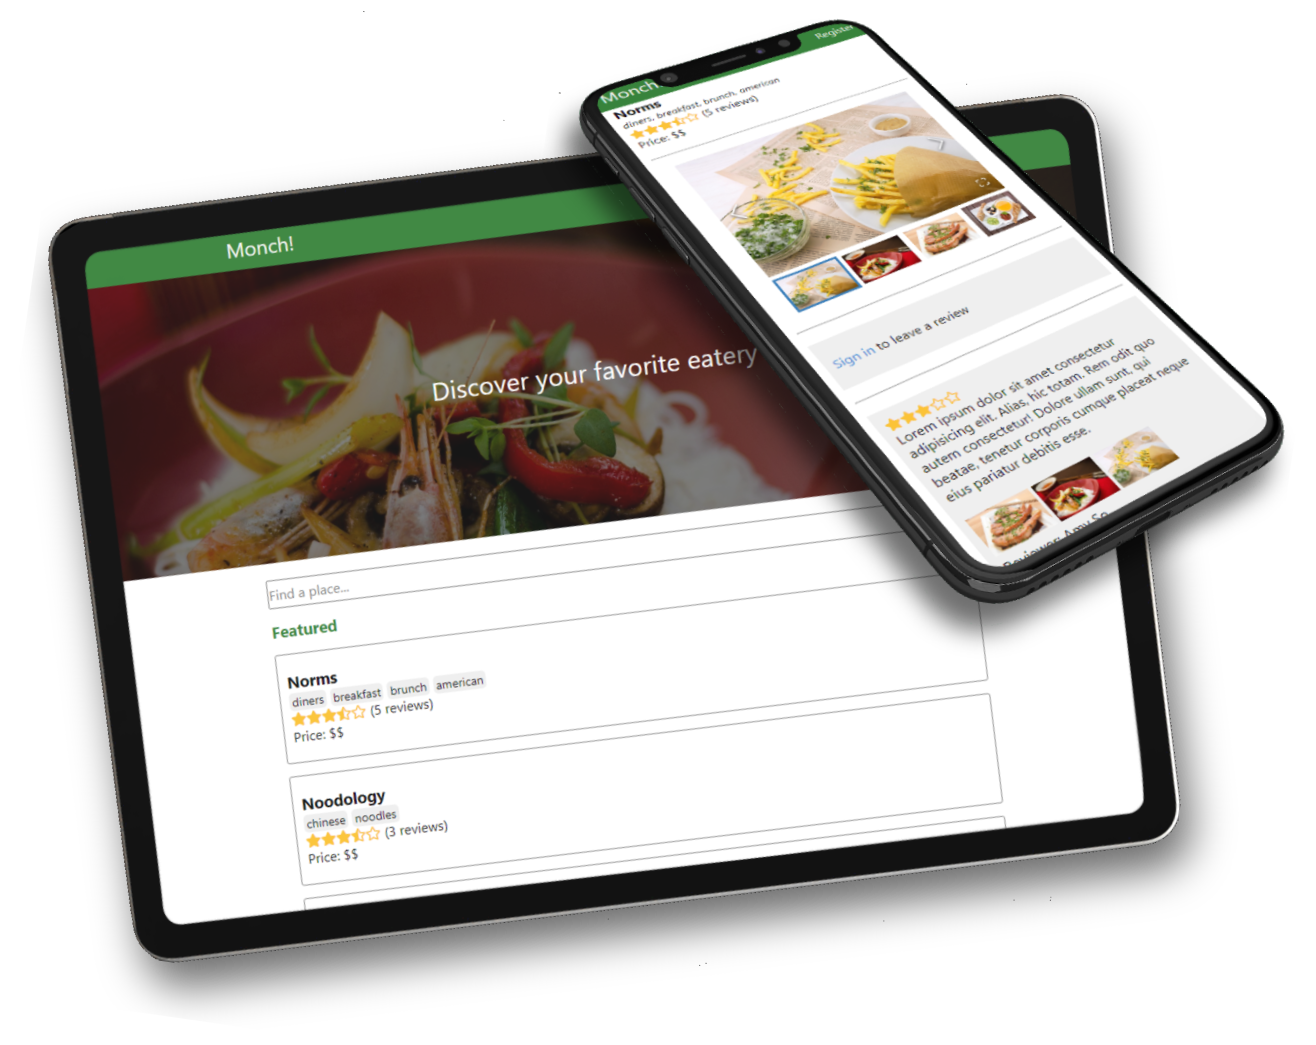 Monch!
Discover your favorite eatery
Find a place...
Featured
Norms
diners breakfast brunch american
(5 reviews)
Price: $$
Noodology
chinese noodles
(3 reviews)
Price: $$
Monch!
Register
Norms
diners, breakfast, brunch, american
(5 reviews)
Price: $$
Sign in to leave a review
Lorem ipsum dolor sit amet consectetur
adipisicing elit. Alias, hic totam. Rem odit quo
autem consectetur! Dolore ullam sunt, qui
beatae, tenetur corporis cumque placeat neque
eius pariatur debitis esse.
Reviewer: Amy So